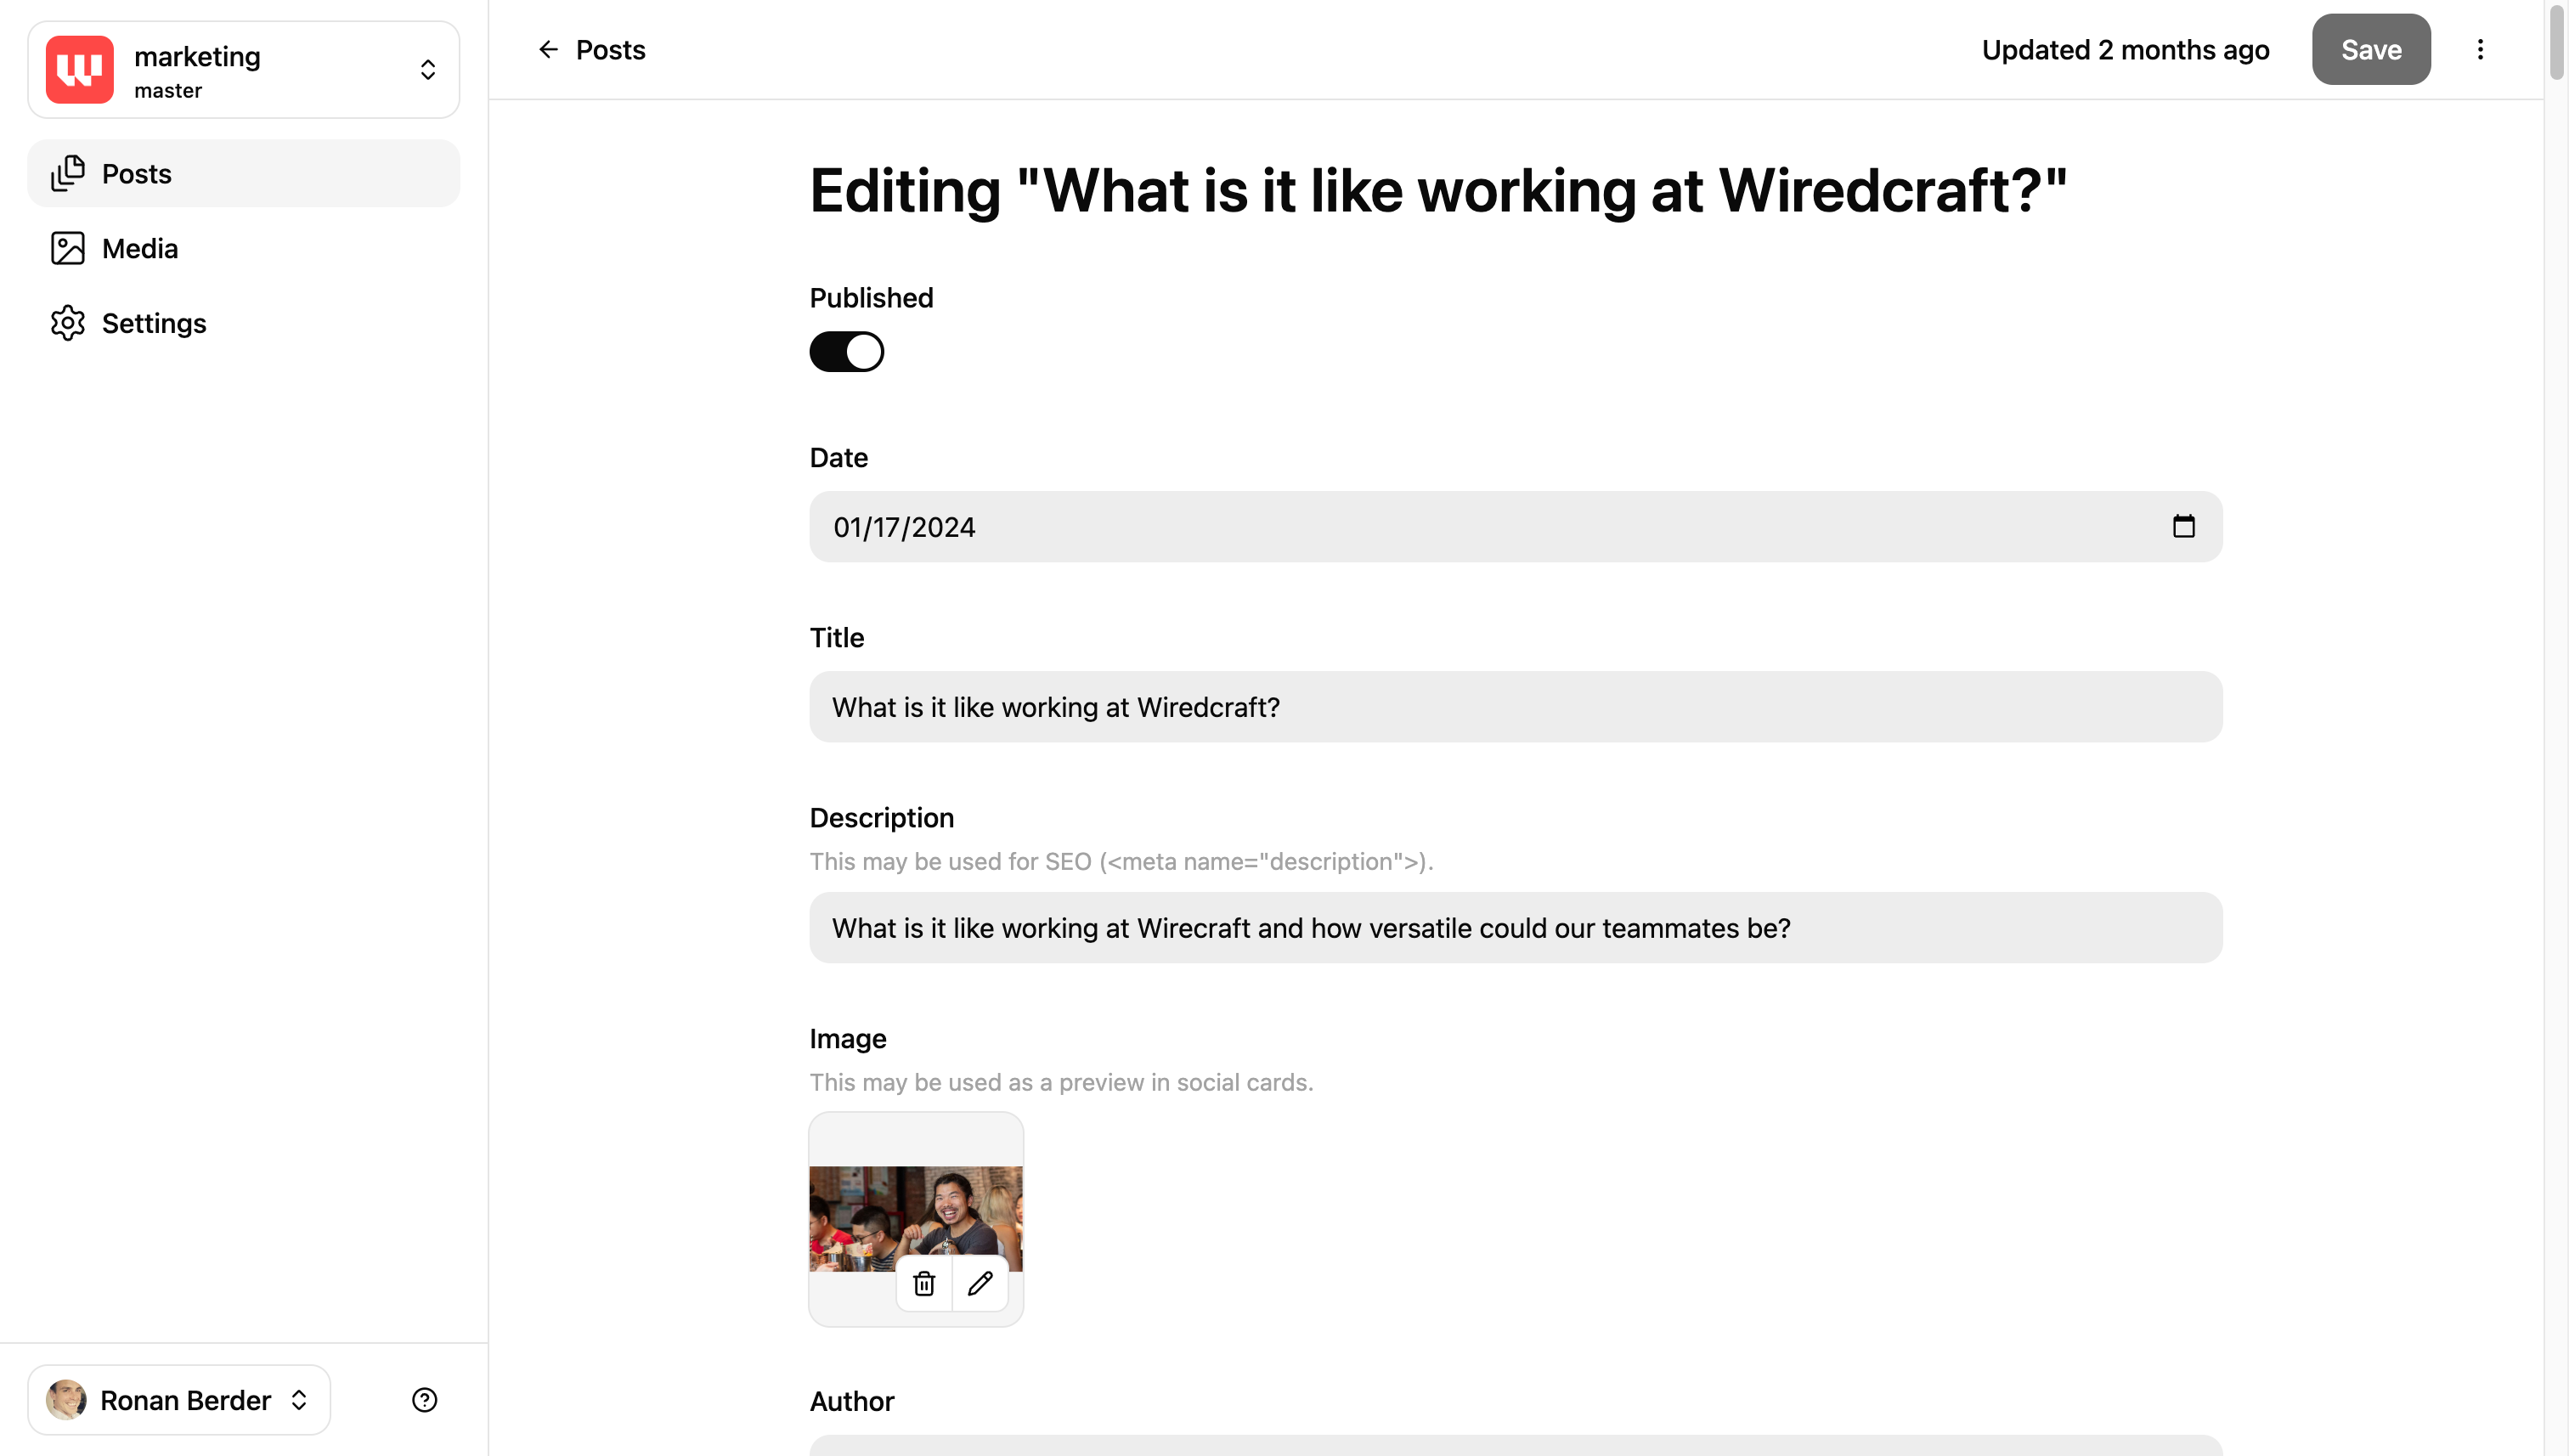 marketing
master
Posts
Media
Settings
Ronan Berder
Posts
Updated 2 months ago
Save
Editing "What is it like working at Wiredcraft?"
Published
Date
01/17/2024
Title
What is it like working at Wiredcraft?
Description
This may be used for SEO (<meta name="description">).
What is it like working at Wirecraft and how versatile could our teammates be?
Image
This may be used as a preview in social cards.
Author